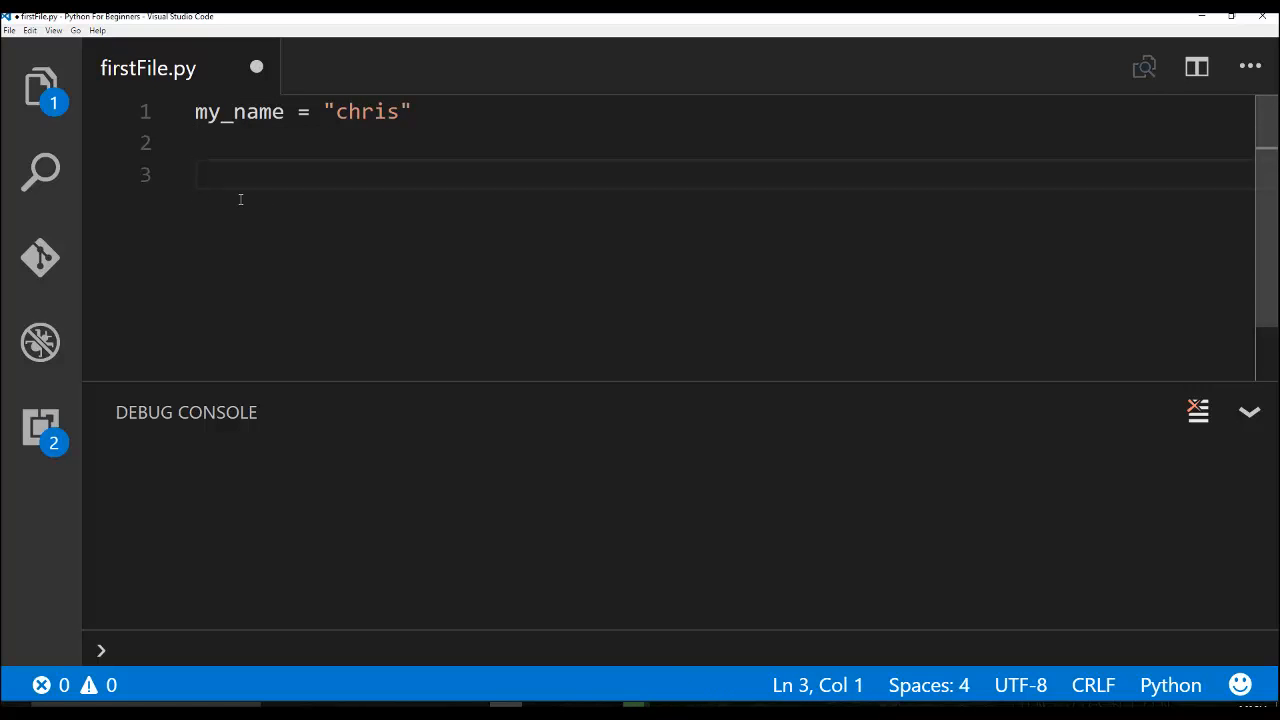 ● firstFile.py - Python For Beginners - Visual Studio Code
File Edit View Go Help
firstFile.py
1 my_name = "chris"
2
3
1
2
DEBUG CONSOLE
0 0 Ln 3, Col 1 Spaces: 4 UTF-8 CRLF Python